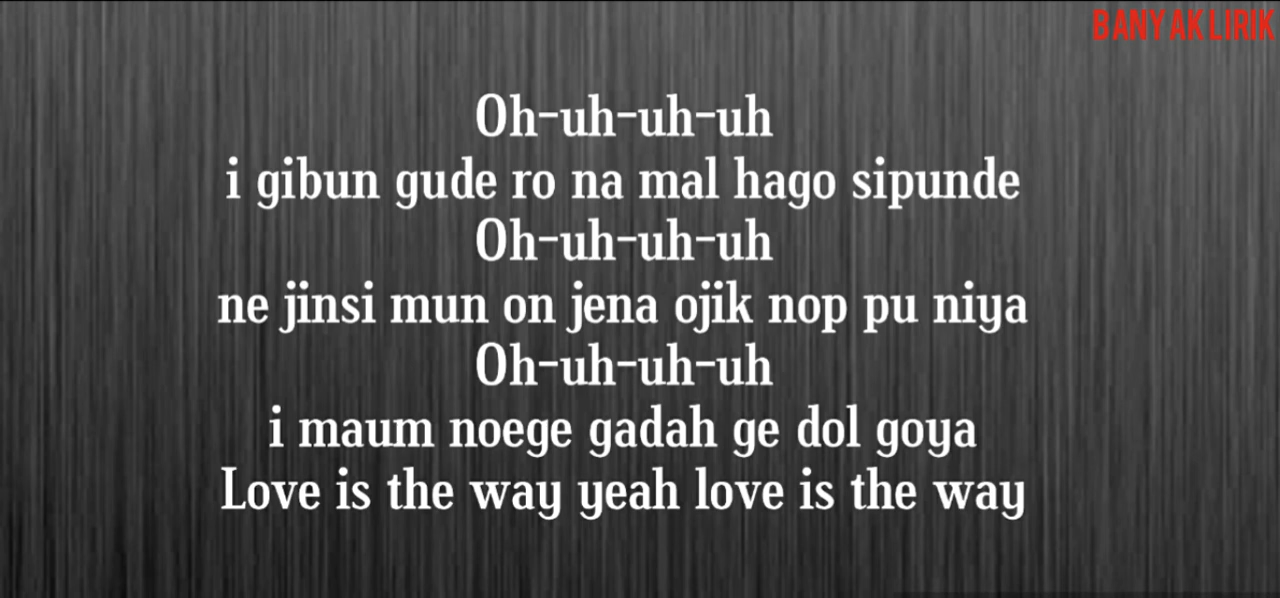 BANYAK LIRIK
Oh-uh-uh-uh
i gibun gude ro na mal hago sipunde
Oh-uh-uh-uh
ne jinsi mun on jena ojik nop pu niya
Oh-uh-uh-uh
i maum noege gadah ge dol goya
Love is the way yeah love is the way